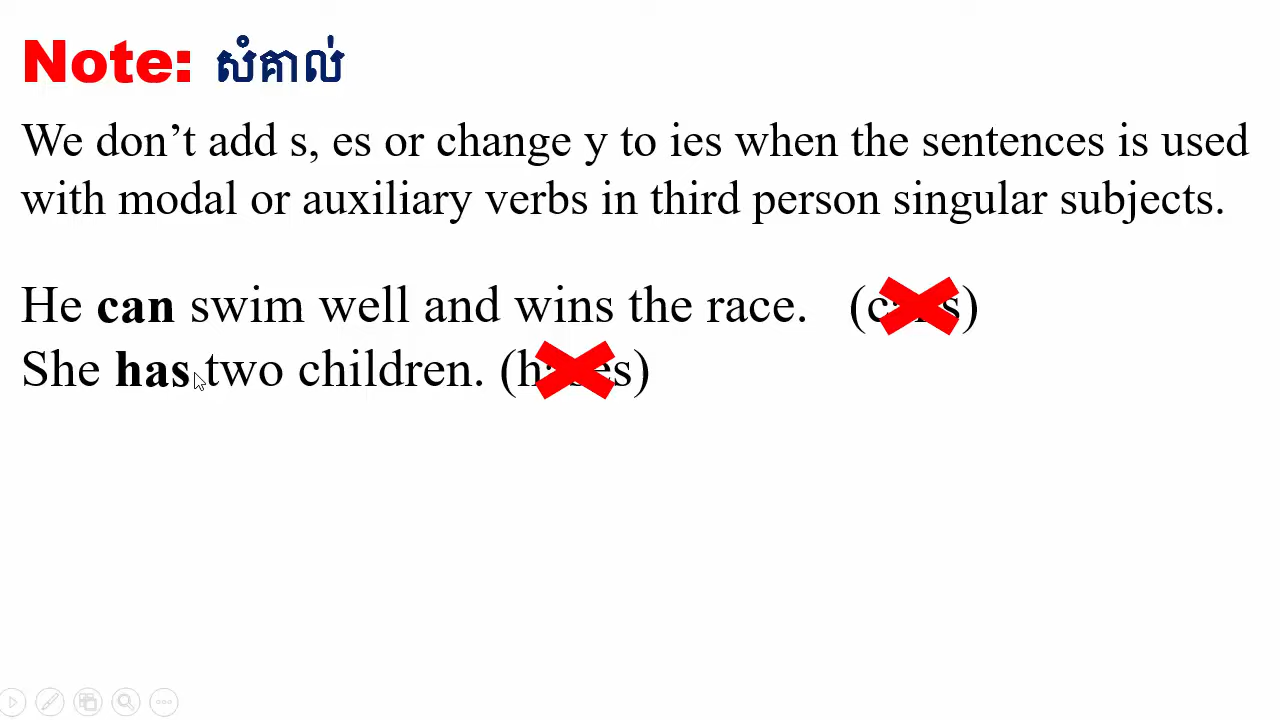 Note: សំគាល់
We don’t add s, es or change y to ies when the sentences is used
with modal or auxiliary verbs in third person singular subjects.
He can swim well and wins the race. (cans)
She has two children. (hases)